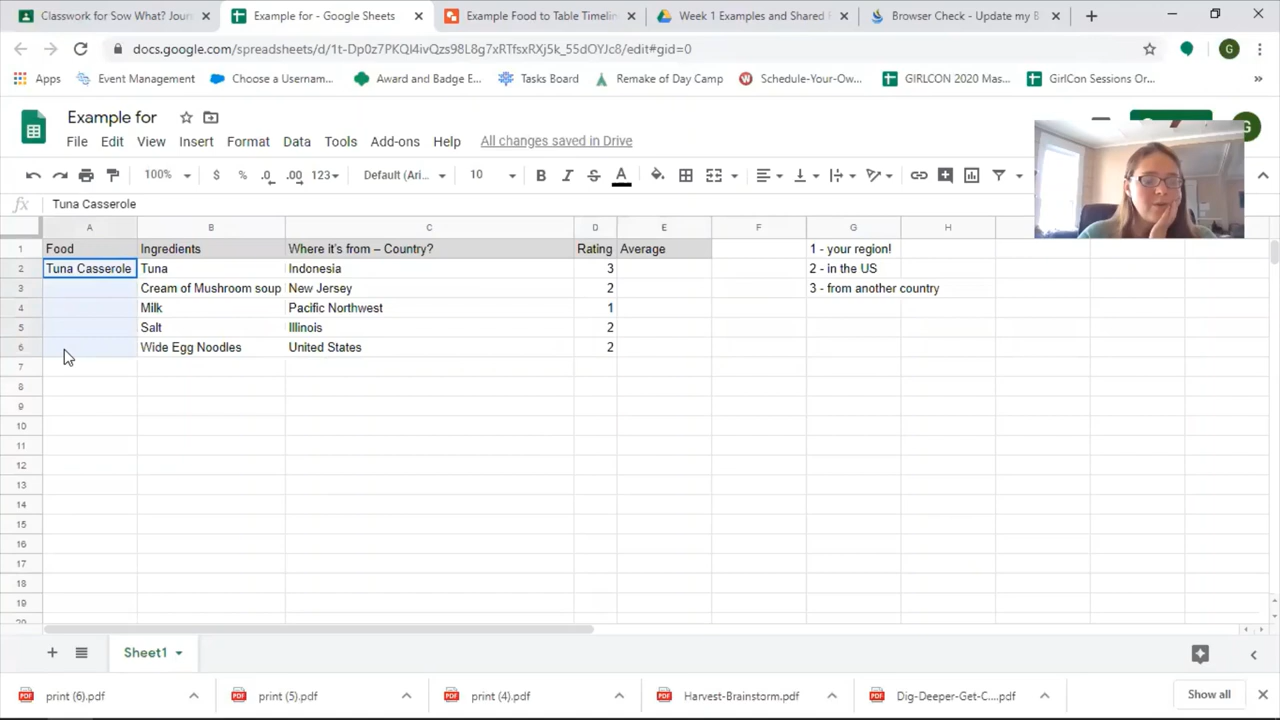 Classwork for Sow What? Jour
Example for - Google Sheets
Example Food to Table Timelin
Week 1 Examples and Shared F
Browser Check - Update my B
docs.google.com/spreadsheets/d/1t-Dp0z7PKQl4ivQzs98L8g7xRTfsxRXj5k_55dOYJc8/edit#gid=0
G
Apps
Event Management
Choose a Usernam...
Award and Badge E...
Tasks Board
Remake of Day Camp...
Schedule-Your-Ow...
GIRLCON 2020 Mas...
GirlCon Sessions Or...
»
Example for
File Edit View Insert Format Data Tools Add-ons Help All changes saved in Drive
G
100% $ % .0 .00 123 Default (Ari... 10 B I S A
fx Tuna Casserole
A B C D E F G H
1 Food Ingredients Where it's from – Country? Rating Average 1 - your region!
2 Tuna Casserole Tuna Indonesia 3 2 - in the US
3 Cream of Mushroom soup New Jersey 2 3 - from another country
4 Milk Pacific Northwest 1
5 Salt Illinois 2
6 Wide Egg Noodles United States 2
7
8
9
10
11
12
13
14
15
16
17
18
19
Sheet1
print (6).pdf
print (5).pdf
print (4).pdf
Harvest-Brainstorm.pdf
Dig-Deeper-Get-C....pdf
Show all